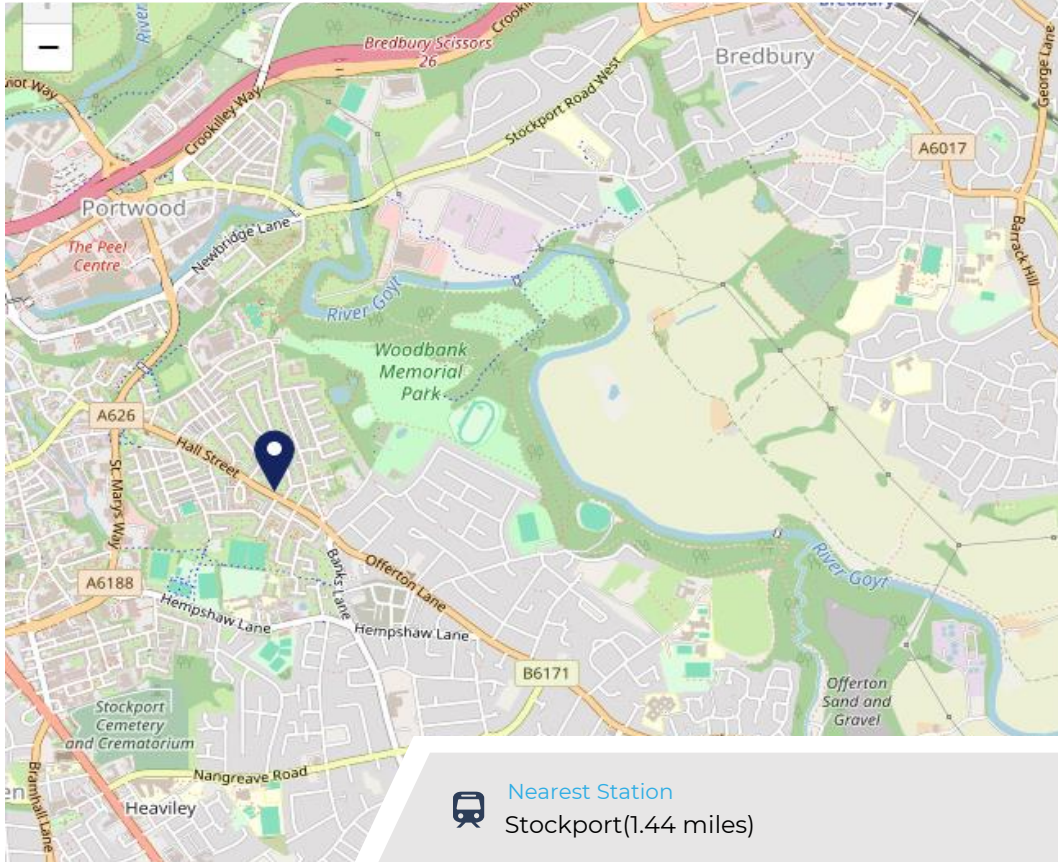 −
River
Bredbury
Bredbury Scissors
26
Bredbury
George Lane
Crookilley Way
Stockport Road West
A6017
Portwood
The Peel
Centre
Newbridge Lane
River Goyt
Barrack Hill
Woodbank
Memorial
Park
A626
Hall Street
St. Marys Way
Offerton Lane
Banks Lane
River Goyt
A6188
Hempshaw Lane
Hempshaw Lane
B6171
Offerton
Sand and
Gravel
Stockport
Cemetery
and Crematorium
Nangreave Road
Bramhall Lane
Heaviley
Nearest Station
Stockport(1.44 miles)